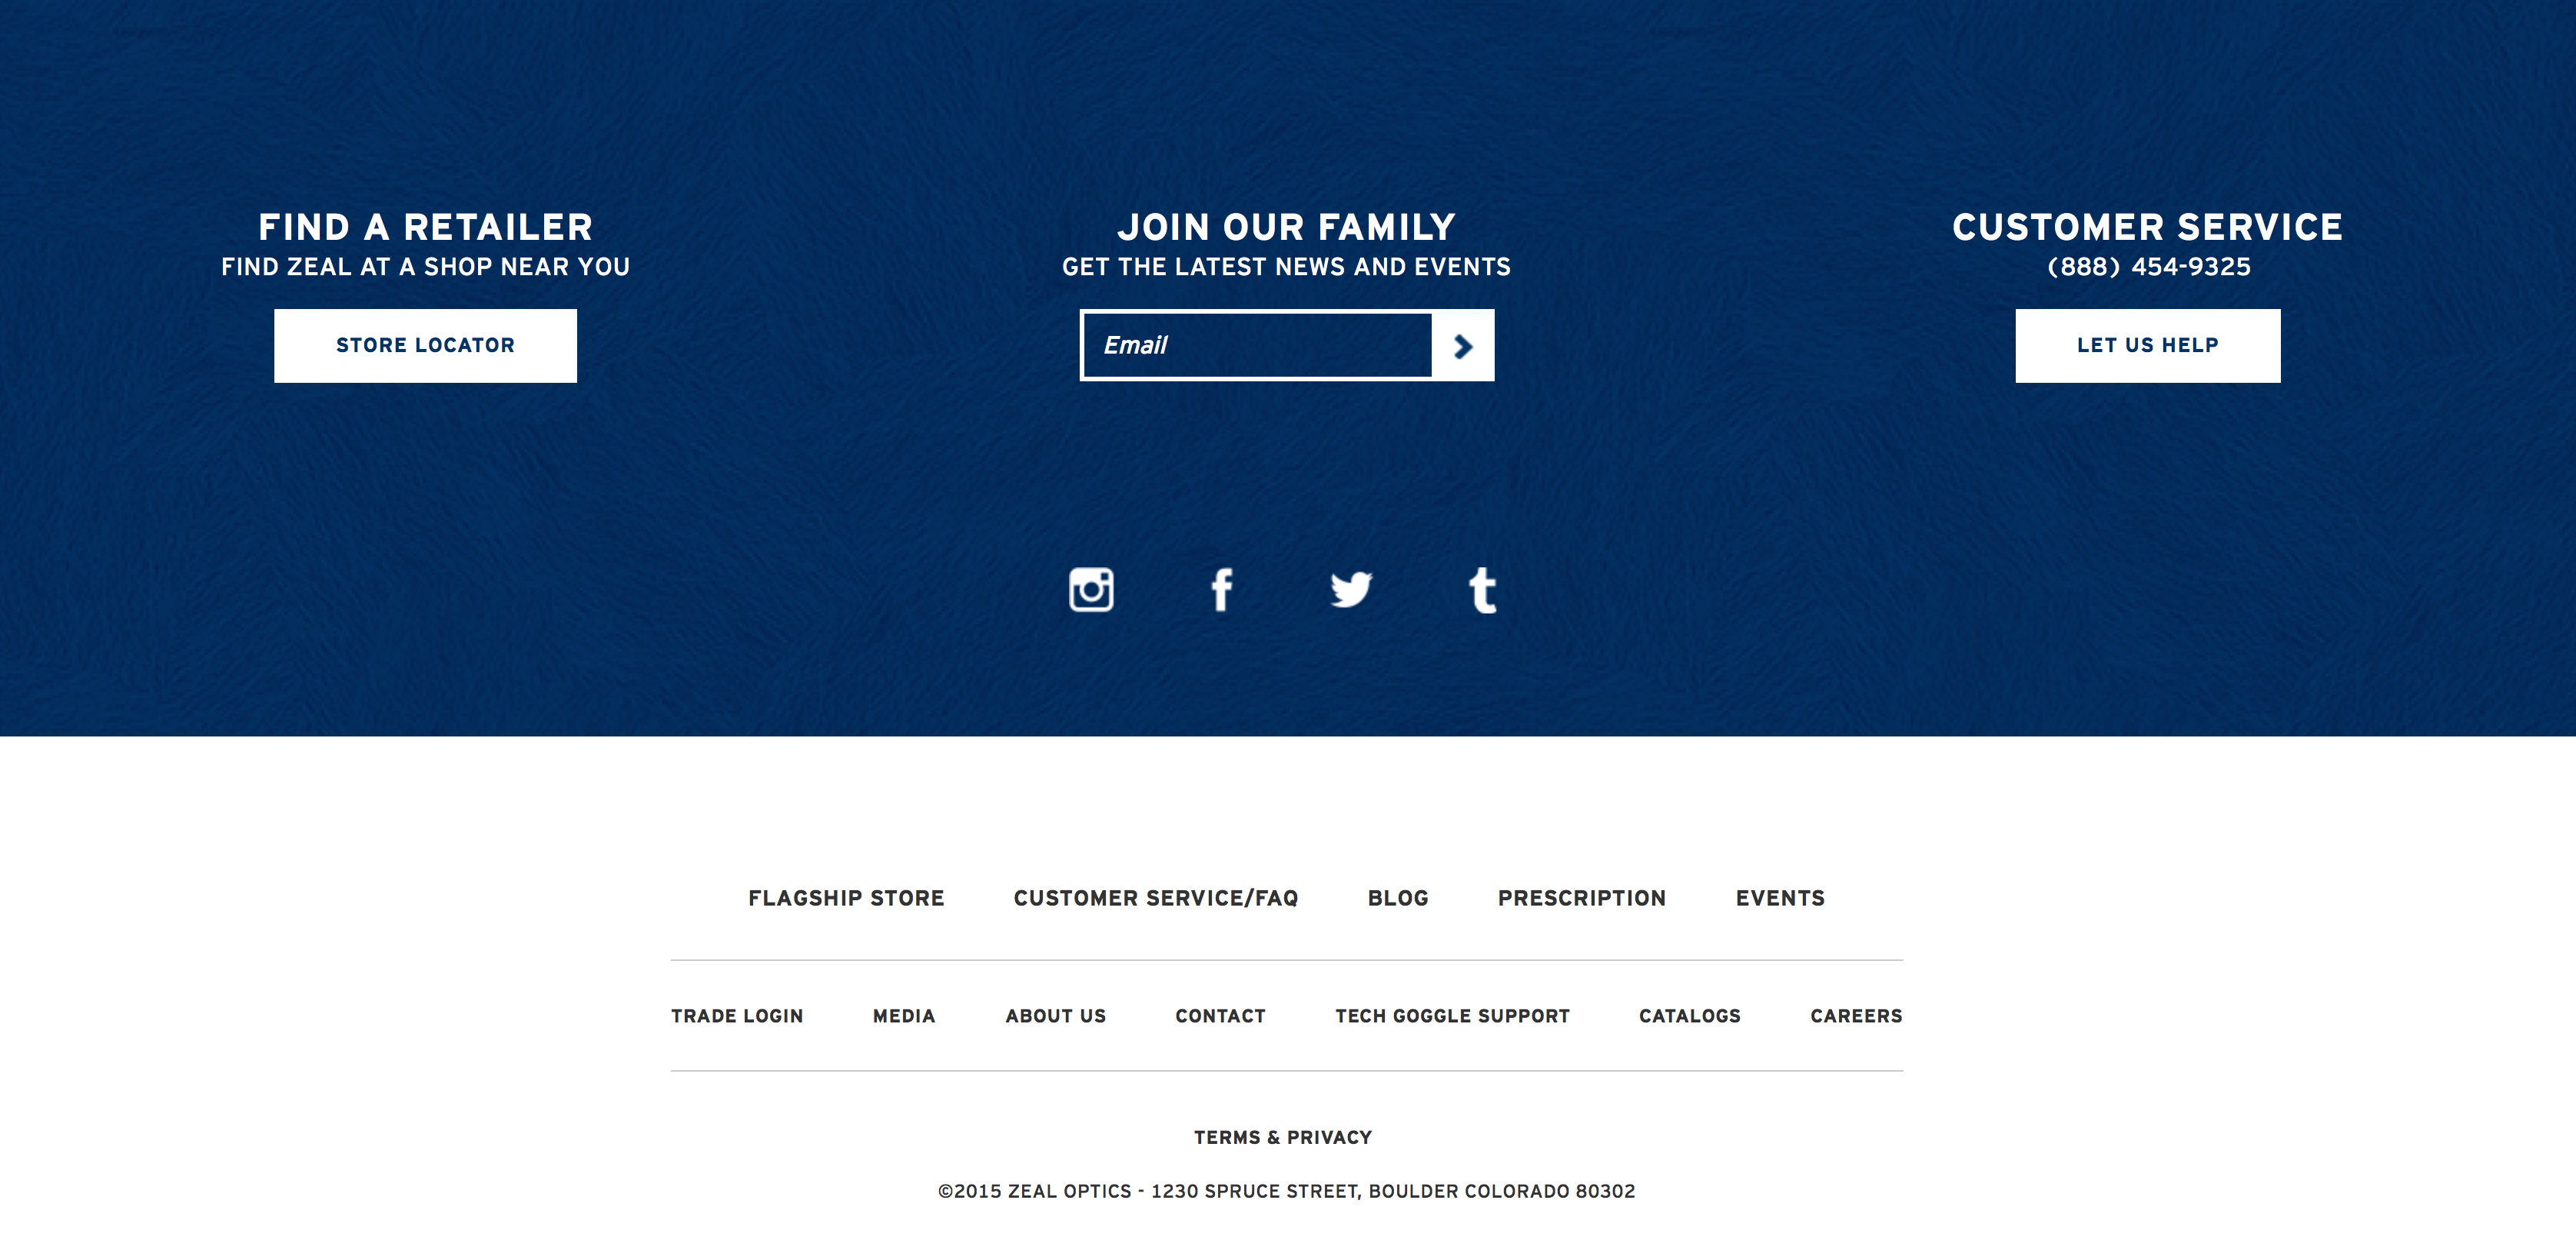 FIND A RETAILER
FIND ZEAL AT A SHOP NEAR YOU
STORE LOCATOR
JOIN OUR FAMILY
GET THE LATEST NEWS AND EVENTS
Email
CUSTOMER SERVICE
(888) 454-9325
LET US HELP
FLAGSHIP STORE CUSTOMER SERVICE/FAQ BLOG PRESCRIPTION EVENTS
TRADE LOGIN MEDIA ABOUT US CONTACT TECH GOGGLE SUPPORT CATALOGS CAREERS
TERMS & PRIVACY
©2015 ZEAL OPTICS - 1230 SPRUCE STREET, BOULDER COLORADO 80302